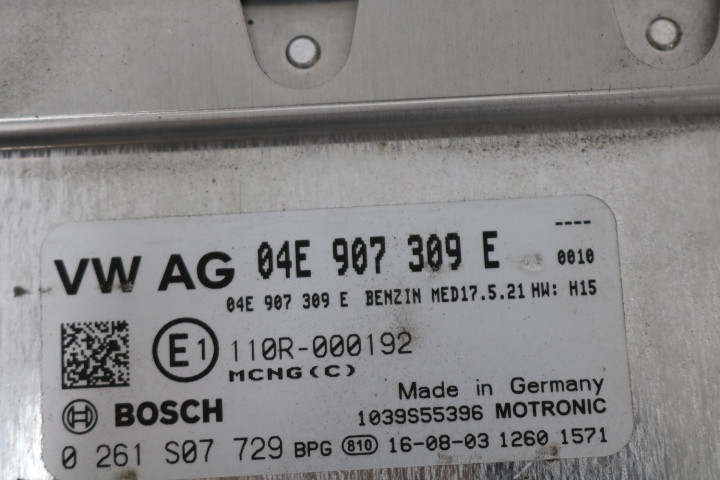 ----
VW AG 04E 907 309 E 0010
04E 907 309 E BENZIN MED17.5.21 HW: H15
E1 110R-000192
MCNG(C)
Made in Germany
BOSCH 1039S55396 MOTRONIC
0 261 S07 729 BPG 810 16-08-03 1260 1571